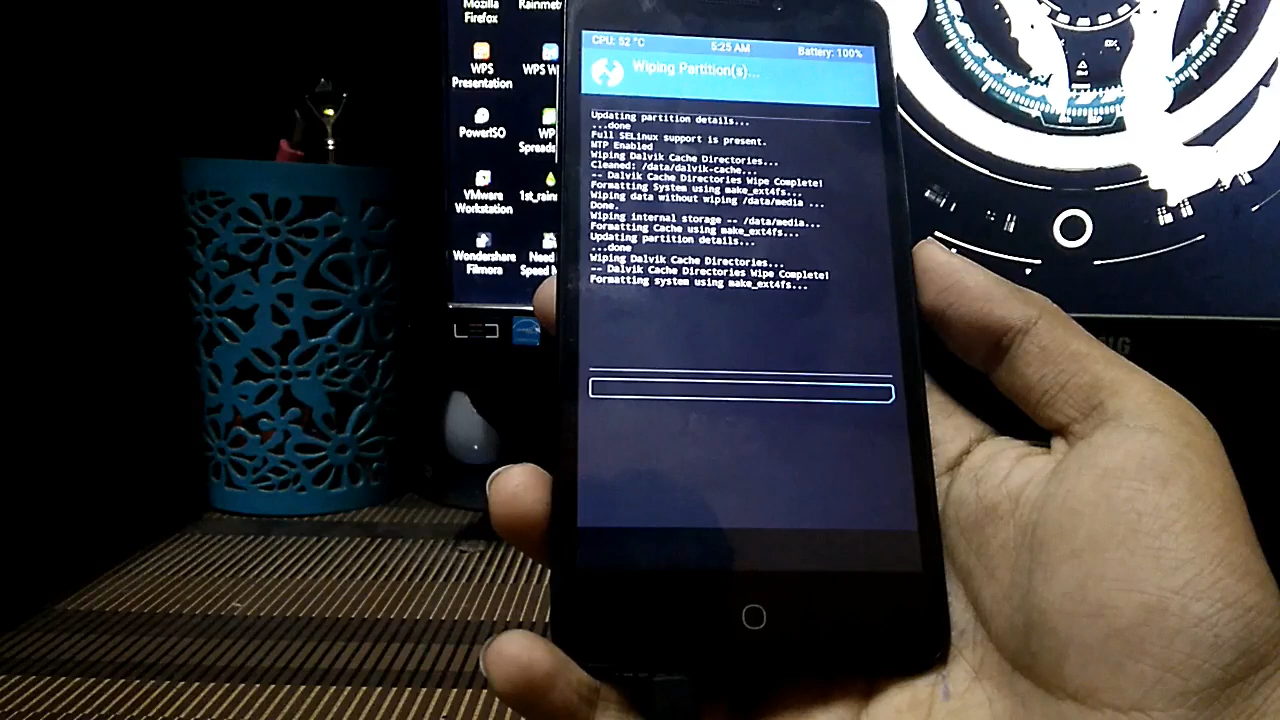 Mozilla
Firefox
Rainmet
WPS
Presentation
WPS W
PowerISO
WP
Spreads
VMware
Workstation
1st_rainm
Wondershare
Filmora
Need
Speed M
CPU: 52 °C
5:25 AM
Battery: 100%
Wiping Partition(s)...
Updating partition details...
...done
Full SELinux support is present.
MTP Enabled
Wiping Dalvik Cache Directories...
Cleaned: /data/dalvik-cache...
-- Dalvik Cache Directories Wipe Complete!
Formatting System using make_ext4fs...
Wiping data without wiping /data/media ...
Done.
Wiping internal storage -- /data/media...
Formatting Cache using make_ext4fs...
Updating partition details...
...done
Wiping Dalvik Cache Directories...
-- Dalvik Cache Directories Wipe Complete!
Formatting system using make_ext4fs...
LED